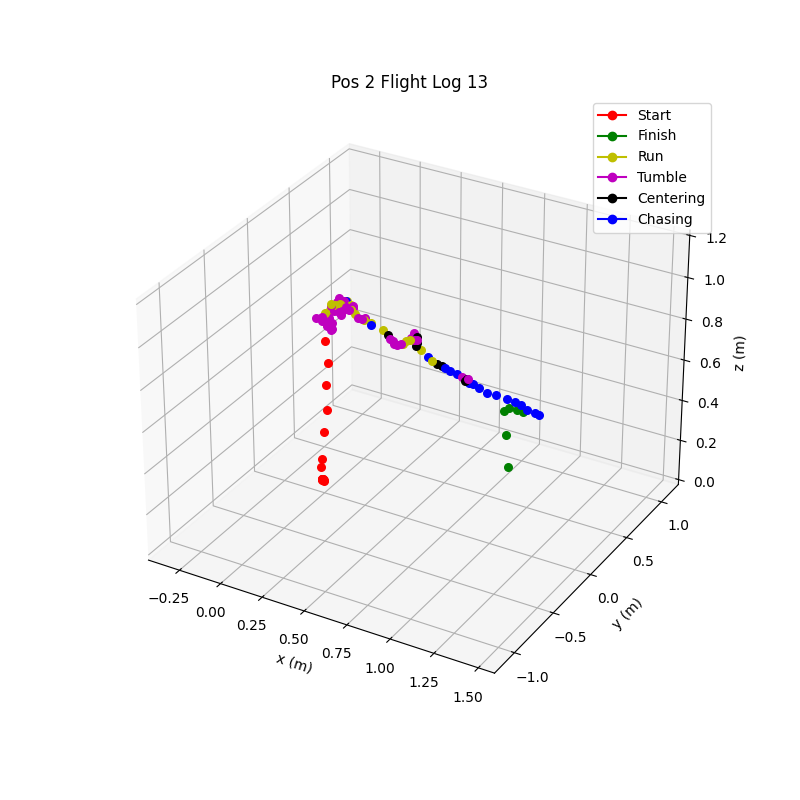 Pos 2 Flight Log 13
Start
Finish
Run
Tumble
Centering
Chasing
1.2
1.0
0.8
0.6
0.4
0.2
0.0
z (m)
1.0
0.5
0.0
−0.5
−1.0
y (m)
−0.25
0.00
0.25
0.50
0.75
1.00
1.25
1.50
x (m)